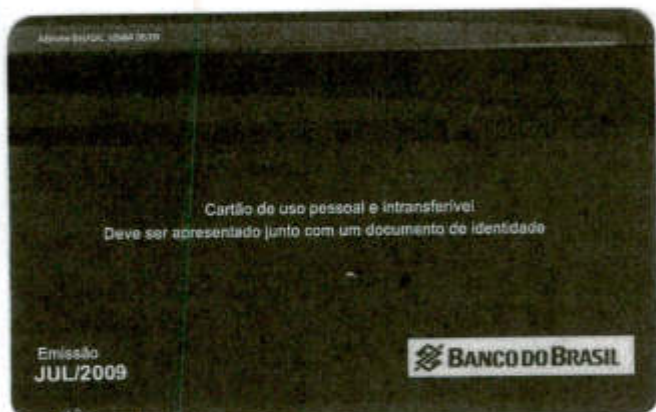 Cartão de uso pessoal e intransferível
Deve ser apresentado junto com um documento de identidade
Emissão
JUL/2009
BANCO DO BRASIL